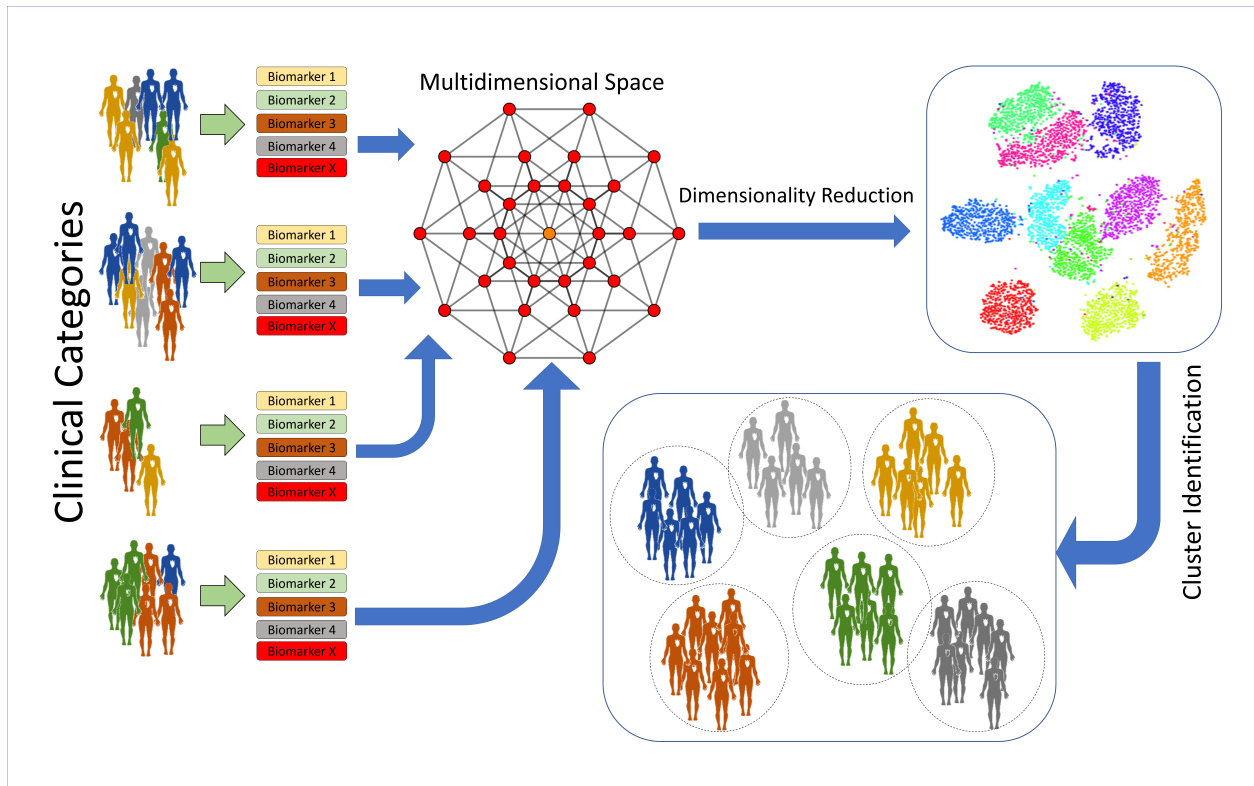 Clinical Categories
Biomarker 1
Biomarker 2
Biomarker 3
Biomarker 4
Biomarker X
Biomarker 1
Biomarker 2
Biomarker 3
Biomarker 4
Biomarker X
Biomarker 1
Biomarker 2
Biomarker 3
Biomarker 4
Biomarker X
Biomarker 1
Biomarker 2
Biomarker 3
Biomarker 4
Biomarker X
Multidimensional Space
Dimensionality Reduction
Cluster Identification